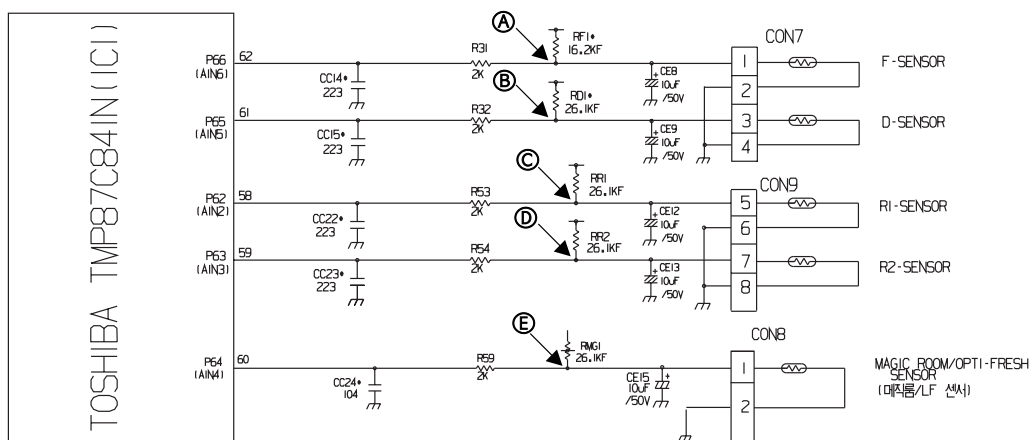 TOSHIBA TMP87C841N(IC1)
P66
(AIN6)
62
CC14*
223
R31
2K
A
RF1*
16.2KF
CE8
10uF
/50V
CON7
1
2
3
4
F-SENSOR
P65
(AIN5)
61
CC15*
223
R32
2K
B
RD1*
26.1KF
CE9
10uF
/50V
D-SENSOR
P62
(AIN2)
58
CC22*
223
R53
2K
C
RR1
26.1KF
CE12
10uF
/50V
CON9
5
6
7
8
R1-SENSOR
P63
(AIN3)
59
CC23*
223
R54
2K
D
RR2
26.1KF
CE13
10uF
/50V
R2-SENSOR
P64
(AIN4)
60
CC24*
104
R59
2K
E
RMG1
26.1KF
CE15
10uF
/50V
CON8
1
2
MAGIC ROOM/OPTI-FRESH
SENSOR
(매직룸/LF 센서)